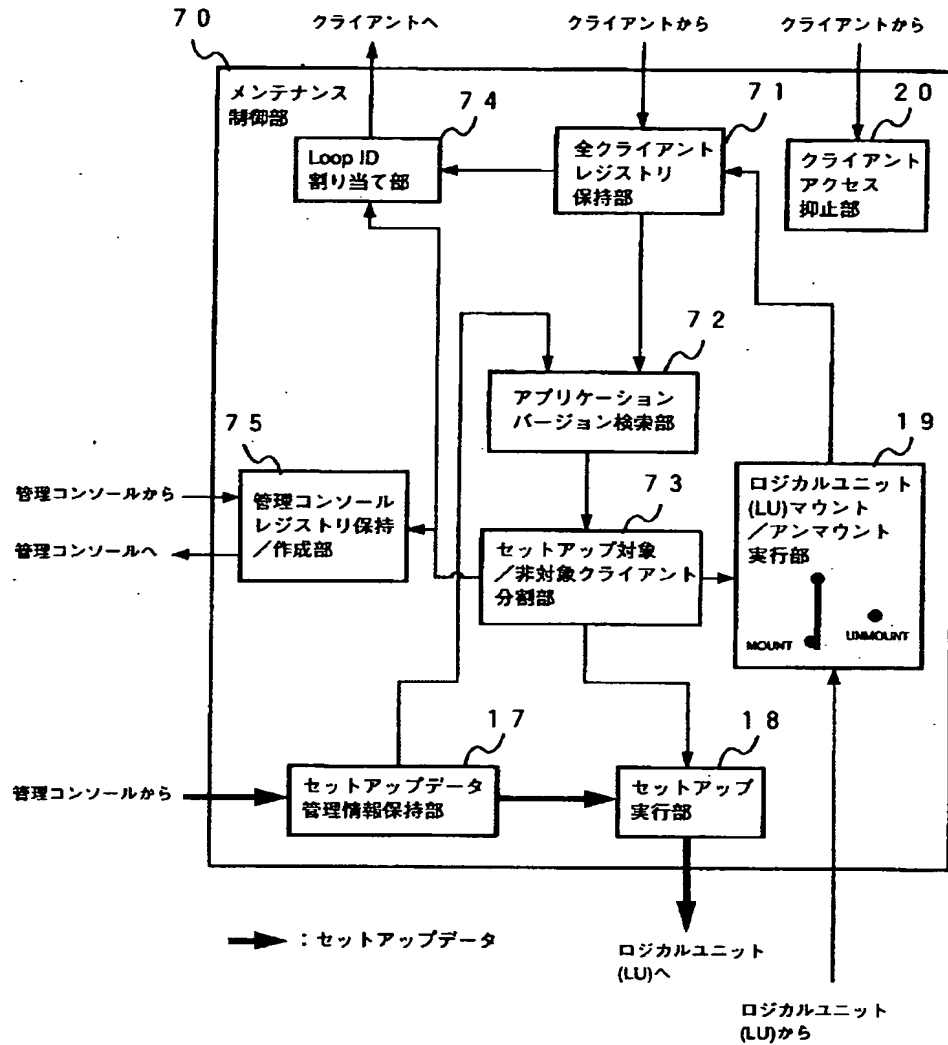 70
クライアントへ
クライアントから
クライアントから
メンテナンス
制御部
74
71
20
Loop ID
割り当て部
全クライアント
レジストリ
保持部
クライアント
アクセス
抑止部
72
アプリケーション
バージョン検索部
75
19
管理コンソールから
管理コンソールへ
管理コンソール
レジストリ保持
/作成部
73
セットアップ対象
/非対象クライアント
分割部
ロジカルユニット
(LU)マウント
/アンマウント
実行部
MOUNT
UNMOUNT
17
18
管理コンソールから
セットアップデータ
管理情報保持部
セットアップ
実行部
:セットアップデータ
ロジカルユニット
(LU)へ
ロジカルユニット
(LU)から